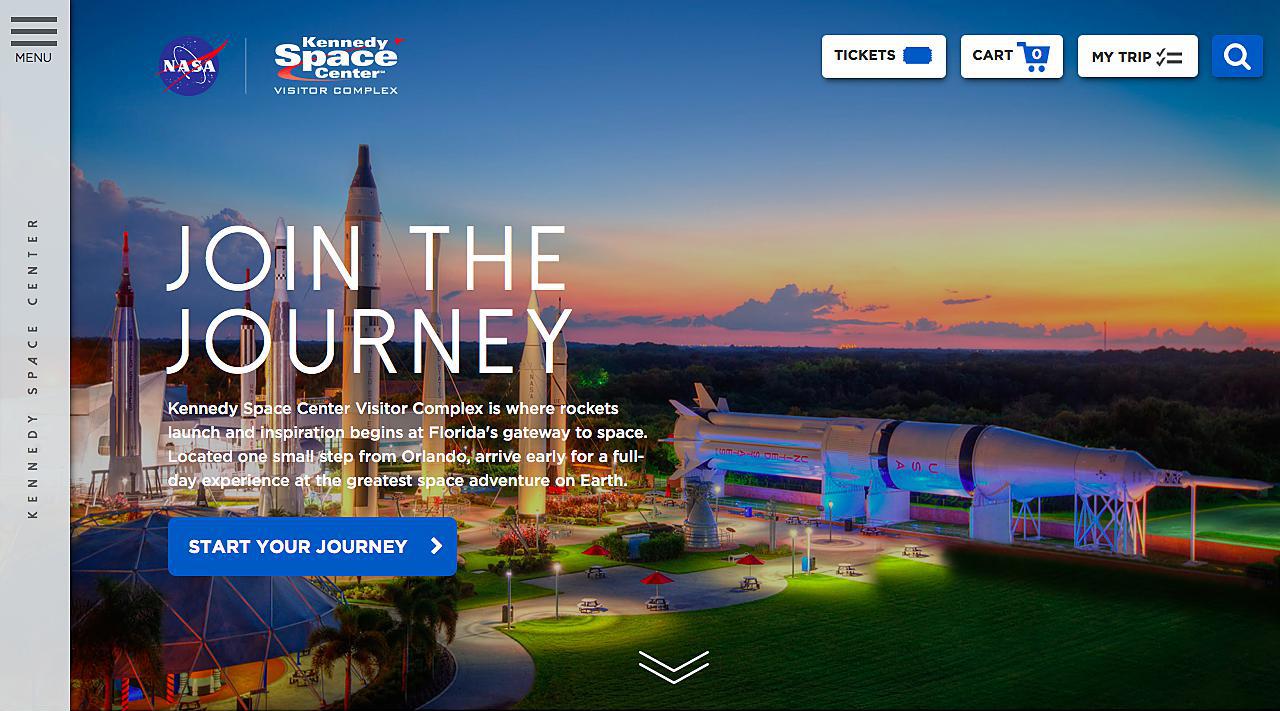 MENU
NASA
Kennedy
Space
Center™
VISITOR COMPLEX
TICKETS
CART 0
MY TRIP
KENNEDY SPACE CENTER
JOIN THE
JOURNEY
Kennedy Space Center Visitor Complex is where rockets
launch and inspiration begins at Florida's gateway to space.
Located one small step from Orlando, arrive early for a full-
day experience at the greatest space adventure on Earth.
START YOUR JOURNEY
UNITED STATES
USA